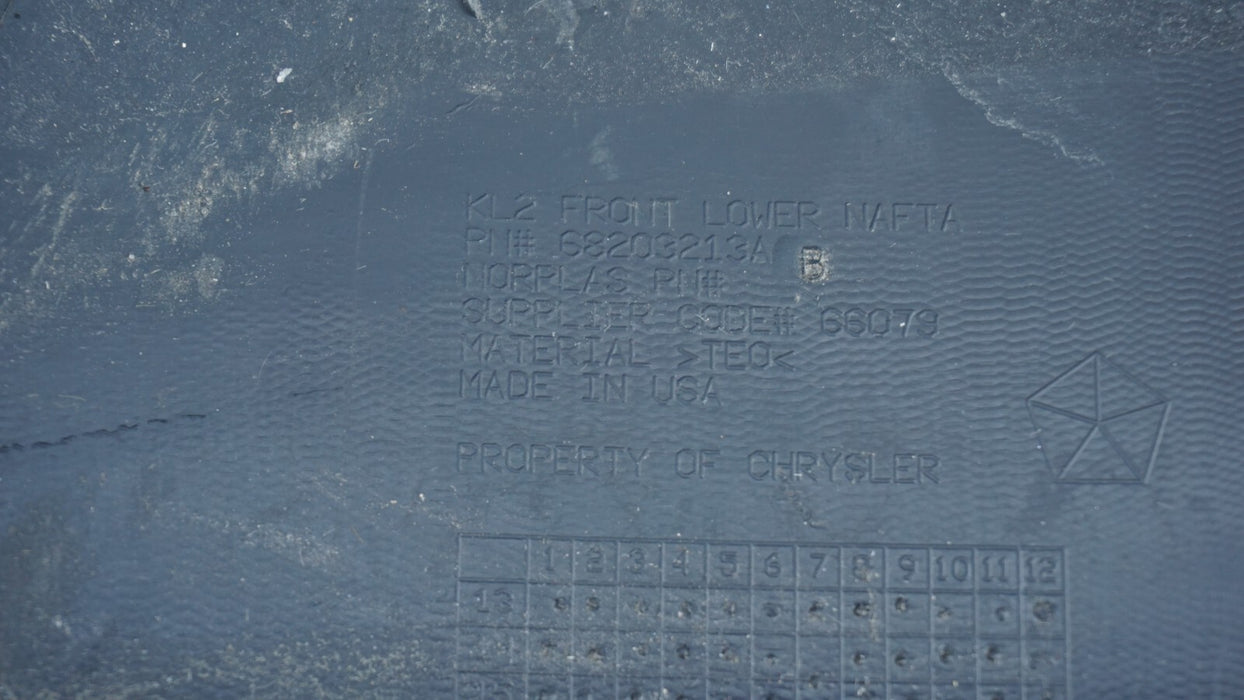 KL2 FRONT LOWER NAFTA
PN# 68203213A B
NORPLAS PN#
SUPPLIER CODE# 66079
MATERIAL >TEO<
MADE IN USA
PROPERTY OF CHRYSLER
1 2 3 4 5 6 7 8 9 10 11 12
13